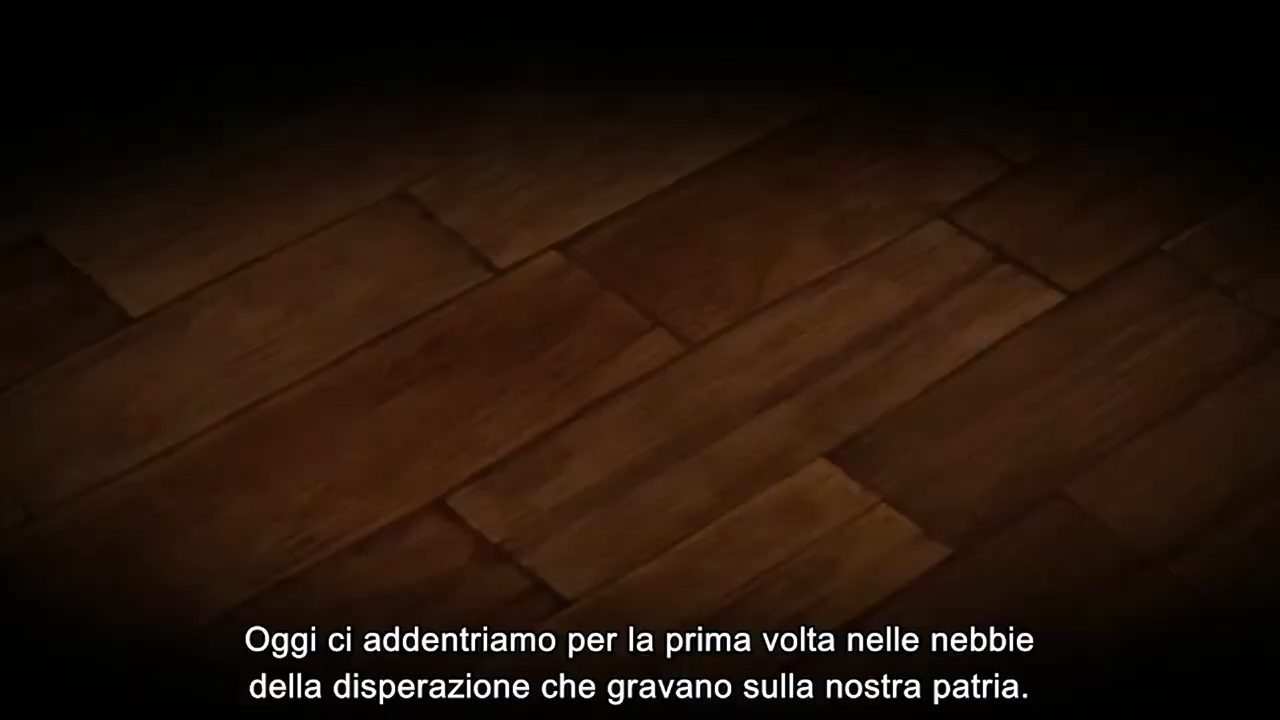 Oggi ci addentriamo per la prima volta nelle nebbie
della disperazione che gravano sulla nostra patria.